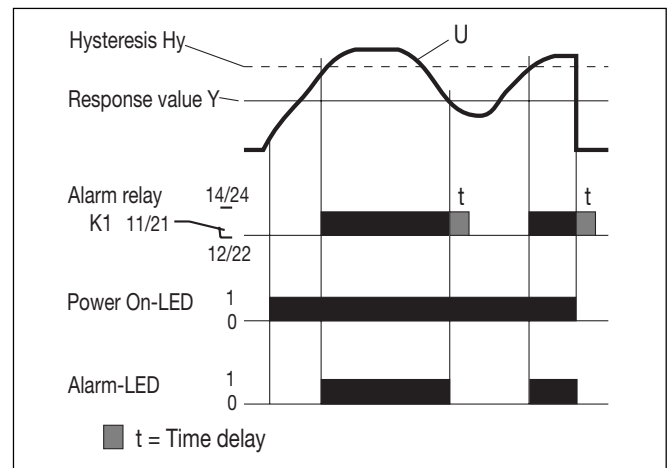 Hysteresis Hy
U
Response value Y
Alarm relay 14/24
t t
K1 11/21
12/22
Power On-LED 1
0
Alarm-LED 1
0
t = Time delay